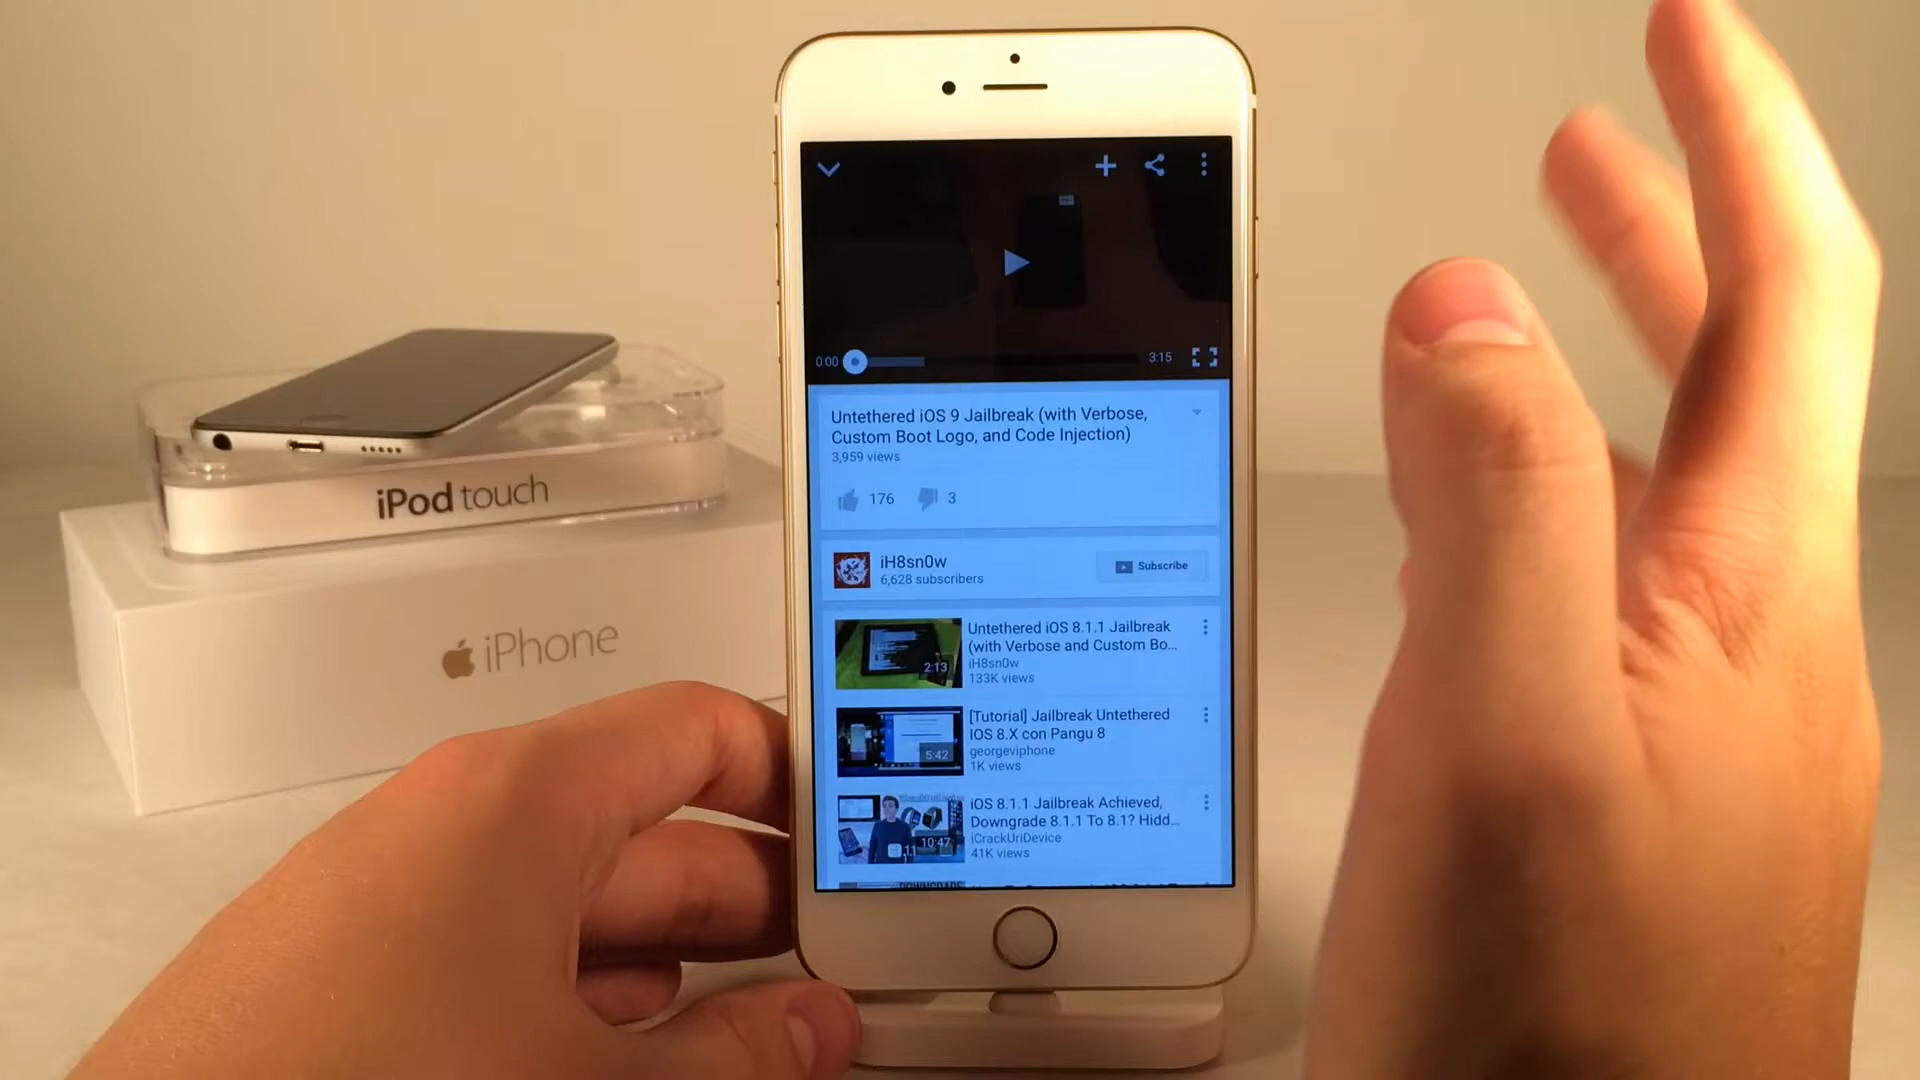 0:00
3:15
Untethered iOS 9 Jailbreak (with Verbose,
Custom Boot Logo, and Code Injection)
3,959 views
176
3
iH8sn0w
6,628 subscribers
Subscribe
2:13
Untethered iOS 8.1.1 Jailbreak
(with Verbose and Custom Bo...
iH8sn0w
133K views
5:42
[Tutorial] Jailbreak Untethered
IOS 8.X con Pangu 8
georgeviphone
1K views
10:47
iOS 8.1.1 Jailbreak Achieved,
Downgrade 8.1.1 To 8.1? Hidd...
iCrackUriDevice
41K views
DOWNGRADE
iPod touch
iPhone